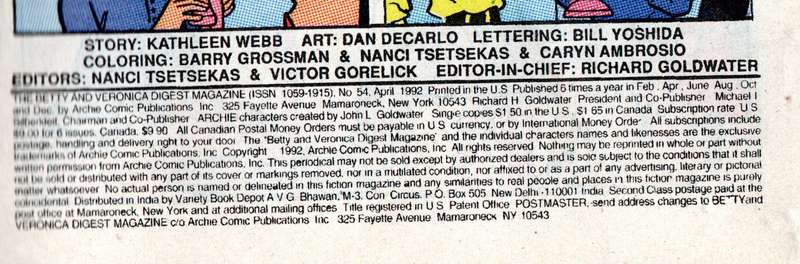 STORY: KATHLEEN WEBB ART: DAN DECARLO LETTERING: BILL YOSHIDA
COLORING: BARRY GROSSMAN & NANCI TSETSEKAS & CARYN AMBROSIO
EDITORS: NANCI TSETSEKAS & VICTOR GORELICK EDITOR-IN-CHIEF: RICHARD GOLDWATER
THE BETTY AND VERONICA DIGEST MAGAZINE (ISSN 1059-1915), No 54, April 1992 Printed in the U.S Published 6 times a year in Feb, Apr, June Aug. Oct
and Dec. by Archie Comic Publications Inc 325 Fayette Avenue Mamaroneck, New York 10543 Richard H Goldwater President and Co-Publisher Michael I
Silberkleit Chairman and Co-Publisher ARCHIE characters created by John L Goldwater Single copies $1 50 in the U S. $1 65 in Canada Subscription rate U S
for 6 issues. Canada, $9 90 All Canadian Postal Money Orders must be payable in U S currency, or by International Money Order All subscriptions include
postage, handling and delivery right to your door The 'Betty and Veronica Digest Magazine' and the individual characters names and likenesses are the exclusive
trademarks of Archie Comic Publications, Inc Copyright 1992, Archie Comic Publications, Inc All rights reserved. Nothing may be reprinted in whole or part without
written permission from Archie Comic Publications, Inc. This periodical may not be sold except by authorized dealers and is sold subject to the conditions that it shall
not be sold or distributed with any part of its cover or markings removed, nor in a mutilated condition, nor affixed to or as a part of any advertising, literary or pictorial
matter whatsoever No actual person is named or delineated in this fiction magazine and any similarities to real people and places in this fiction magazine is purely
coincidental Distributed in India by Variety Book Depot A V G Bhawan, M-3. Con Circus. P.O. Box 505 New Delhi - 110001 India Second Class postage paid at the
post office at Mamaroneck, New York and at additional mailing offices Title registered in U S Patent Office POSTMASTER, send address changes to BETTY and
VERONICA DIGEST MAGAZINE c/o Archie Comic Publications Inc 325 Fayette Avenue Mamaroneck NY 10543